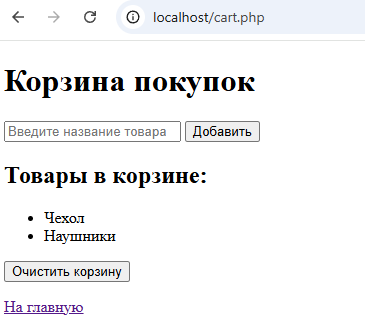 localhost/cart.php
Корзина покупок
Введите название товара Добавить
Товары в корзине:
Чехол
Наушники
Очистить корзину
На главную